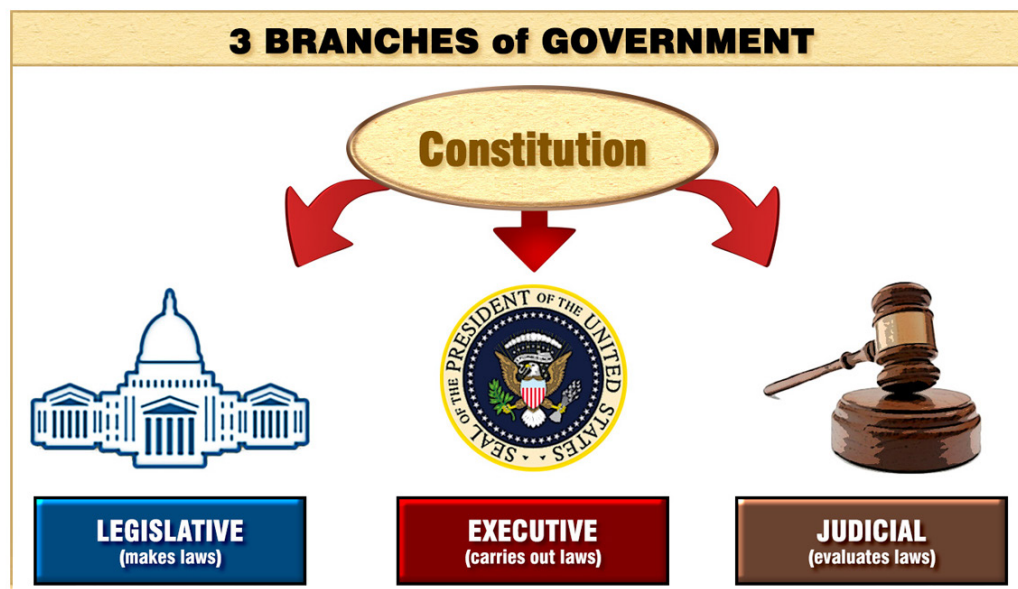 3 BRANCHES of GOVERNMENT
Constitution
SEAL OF THE PRESIDENT OF THE UNITED STATES
LEGISLATIVE
(makes laws)
EXECUTIVE
(carries out laws)
JUDICIAL
(evaluates laws)